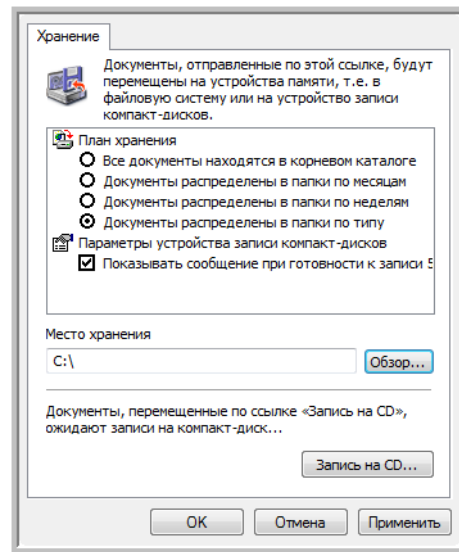 Хранение
Документы, отправленные по этой ссылке, будут
перемещены на устройства памяти, т.е. в
файловую систему или на устройство записи
компакт-дисков.
План хранения
Все документы находятся в корневом каталоге
Документы распределены в папки по месяцам
Документы распределены в папки по неделям
Документы распределены в папки по типу
Параметры устройства записи компакт-дисков
Показывать сообщение при готовности к записи
Место хранения
C:\
Обзор...
Документы, перемещенные по ссылке «Запись на CD»,
ожидают записи на компакт-диск...
Запись на CD...
OK
Отмена
Применить